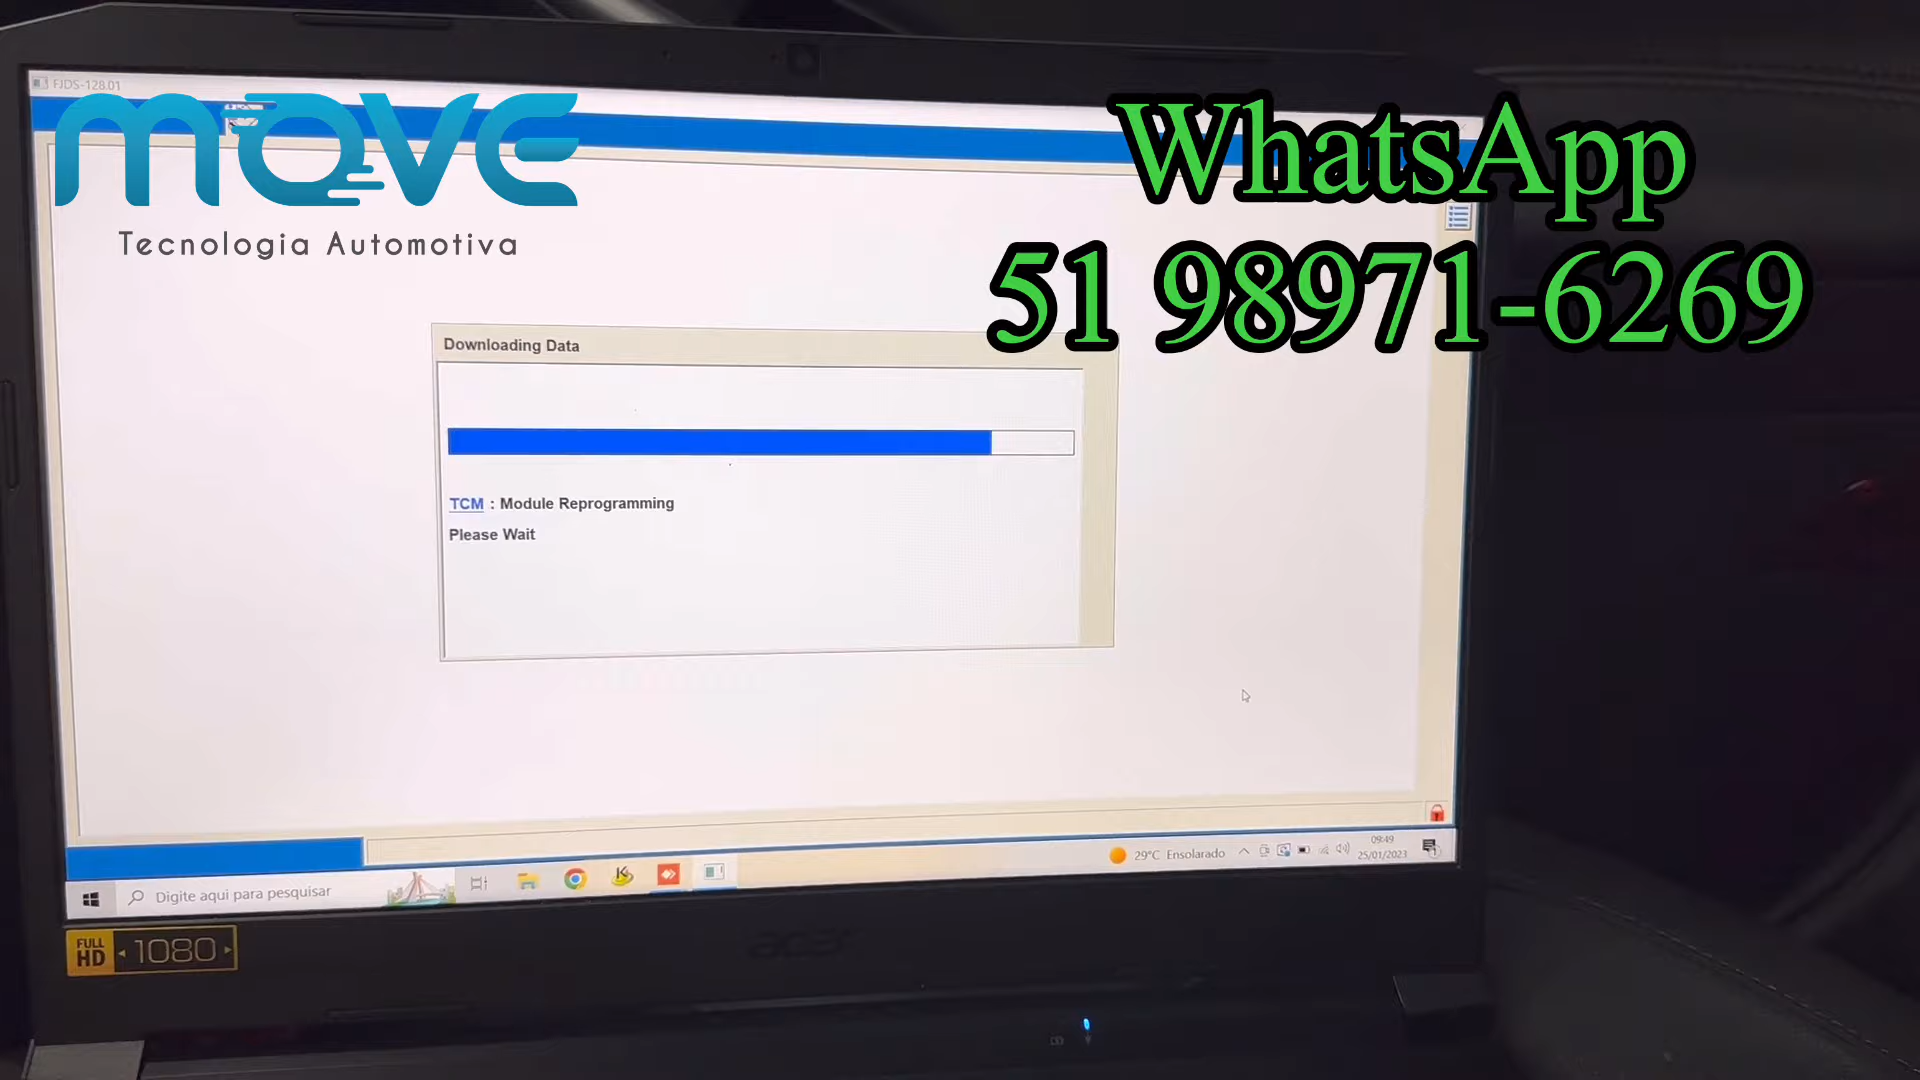 FJDS-128.01
MOVE
Tecnologia Automotiva
WhatsApp
51 98971-6269
Downloading Data
TCM : Module Reprogramming
Please Wait
29°C Ensolarado
09:49
25/01/2023
Digite aqui para pesquisar
FULL HD
1080
acer